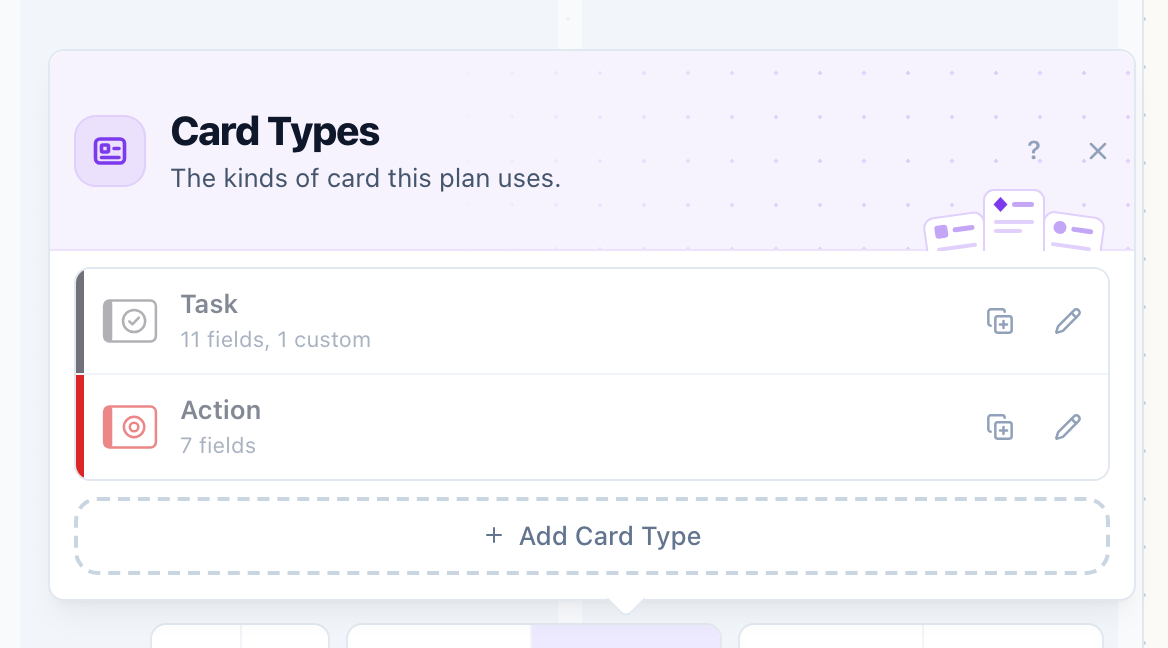 Card Types
The kinds of card this plan uses.
?
Task
11 fields, 1 custom
Action
7 fields
+ Add Card Type